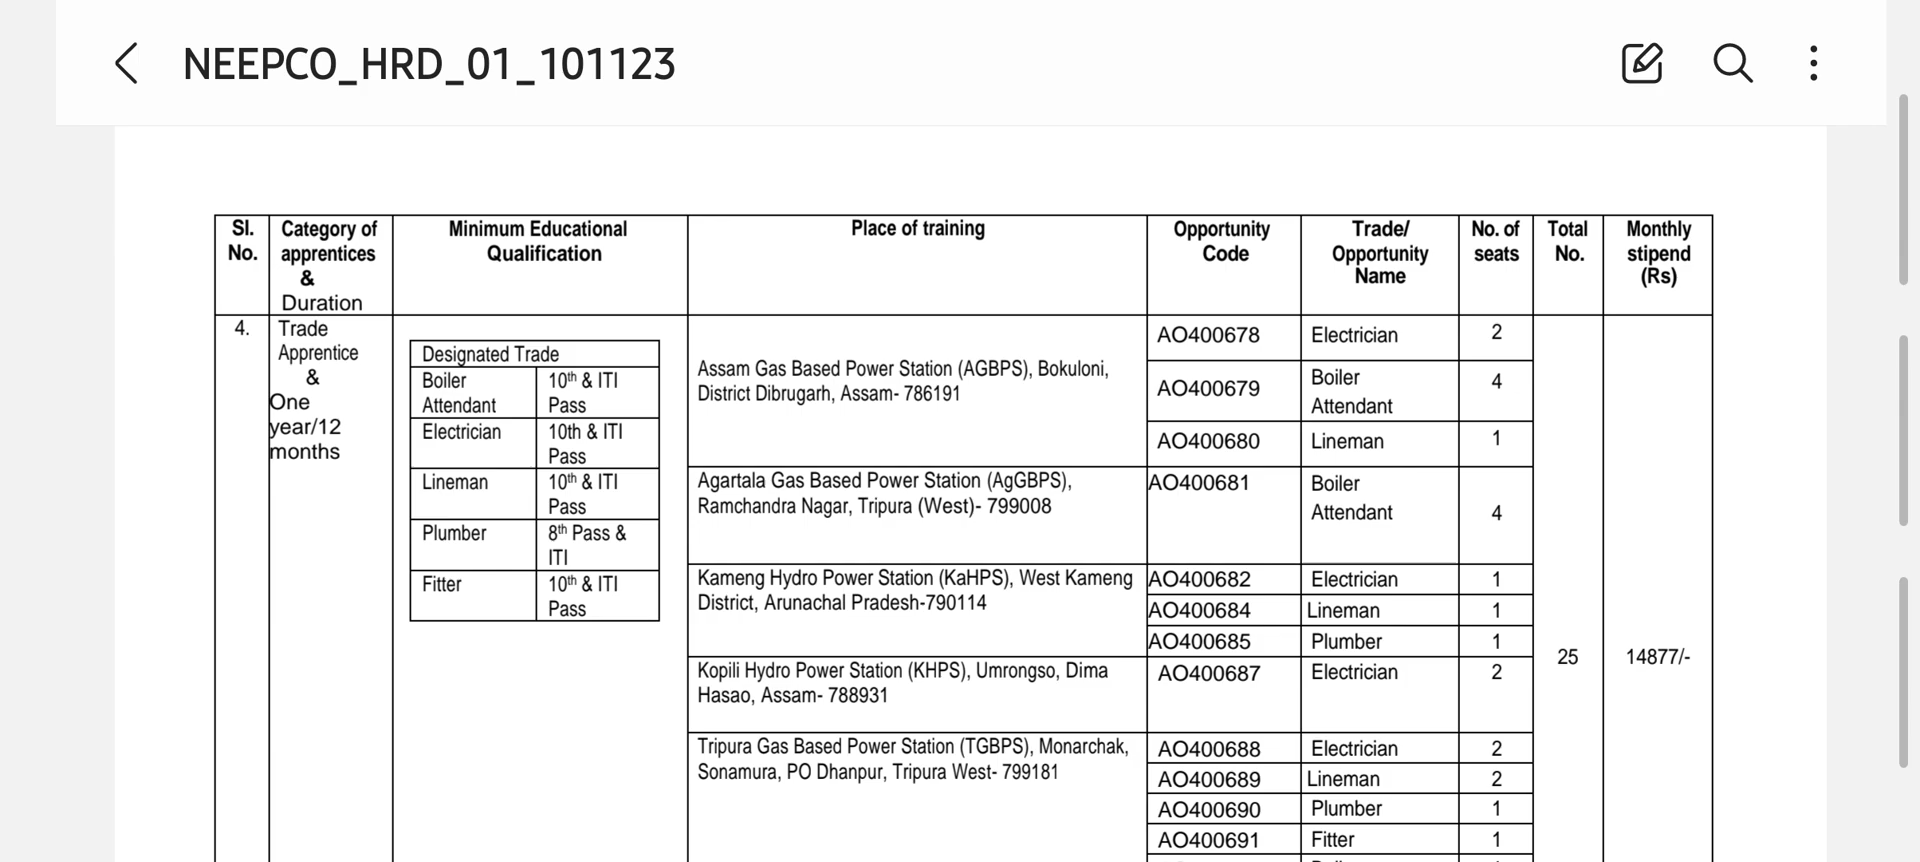 NEEPCO_HRD_01_101123
Sl. No.
Category of apprentices & Duration
Minimum Educational Qualification
Place of training
Opportunity Code
Trade/ Opportunity Name
No. of seats
Total No.
Monthly stipend (Rs)
4.
Trade
Apprentice
&
One
year/12
months
Designated Trade
Boiler Attendant 10th & ITI Pass
Electrician 10th & ITI Pass
Lineman 10th & ITI Pass
Plumber 8th Pass & ITI
Fitter 10th & ITI Pass
Assam Gas Based Power Station (AGBPS), Bokuloni,
District Dibrugarh, Assam- 786191
AO400678 Electrician 2
AO400679 Boiler Attendant 4
AO400680 Lineman 1
Agartala Gas Based Power Station (AgGBPS),
Ramchandra Nagar, Tripura (West)- 799008
AO400681 Boiler Attendant 4
Kameng Hydro Power Station (KaHPS), West Kameng
District, Arunachal Pradesh-790114
AO400682 Electrician 1
AO400684 Lineman 1
AO400685 Plumber 1
Kopili Hydro Power Station (KHPS), Umrongso, Dima
Hasao, Assam- 788931
AO400687 Electrician 2
Tripura Gas Based Power Station (TGBPS), Monarchak,
Sonamura, PO Dhanpur, Tripura West- 799181
AO400688 Electrician 2
AO400689 Lineman 2
AO400690 Plumber 1
AO400691 Fitter 1
25
14877/-